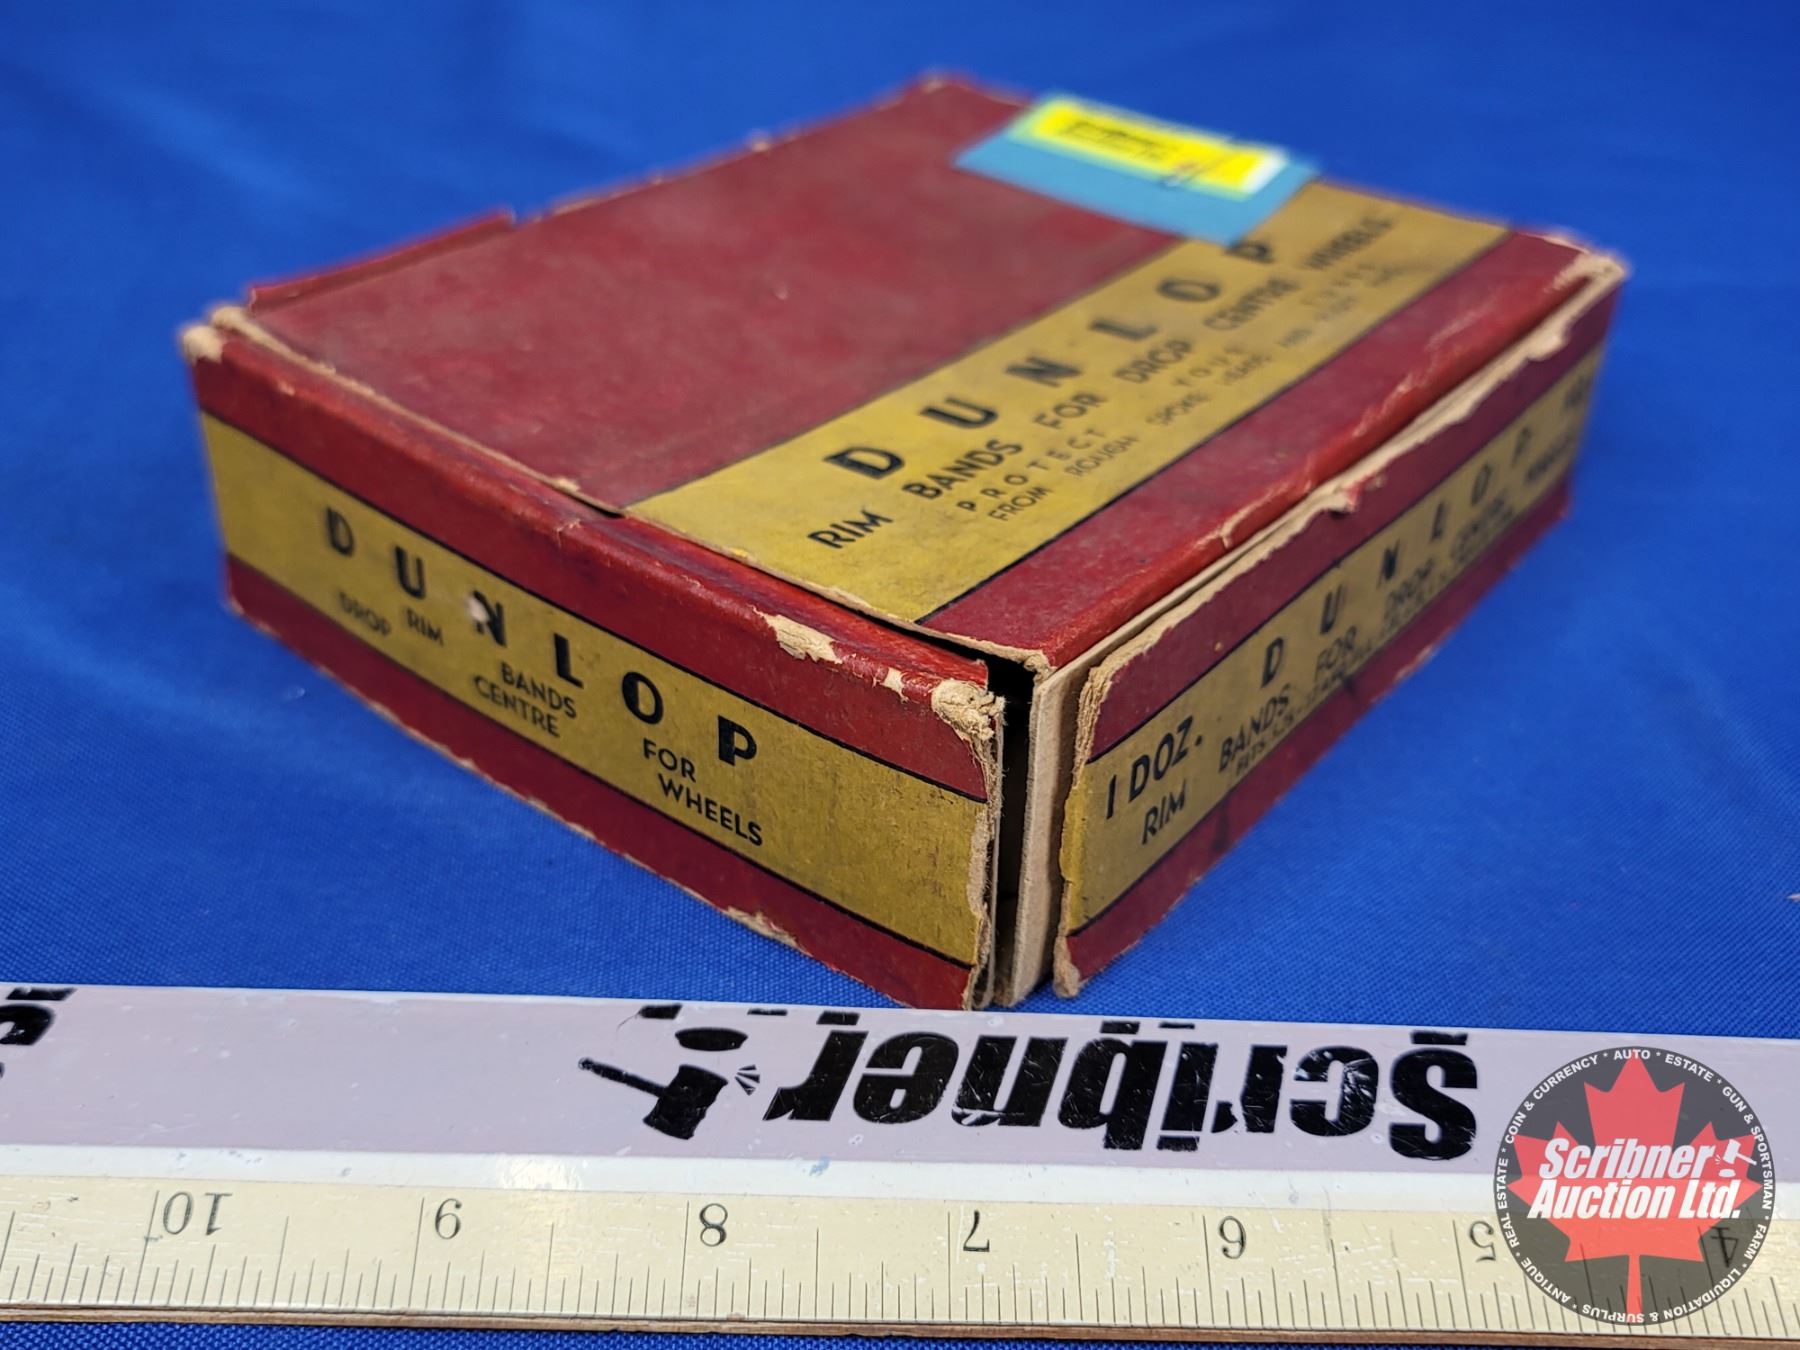 DUNLOP
RIM BANDS FOR DROP CENTRE WHEELS
PROTECT YOUR TUBES
FROM ROUGH SPOKE HEADS AND
DUNLOP
RIM BANDS FOR
DROP CENTRE WHEELS
1 DOZ. DUNLOP
RIM BANDS FOR DROP CENTRE
Scribner
10 9 8 7 6 5 4
Scribner
Auction Ltd.
ANTIQUE * REAL ESTATE * COIN & CURRENCY * AUTO * ESTATE * GUN & SPORTSMAN * FARM * LIQUIDATION & SURPLUS *